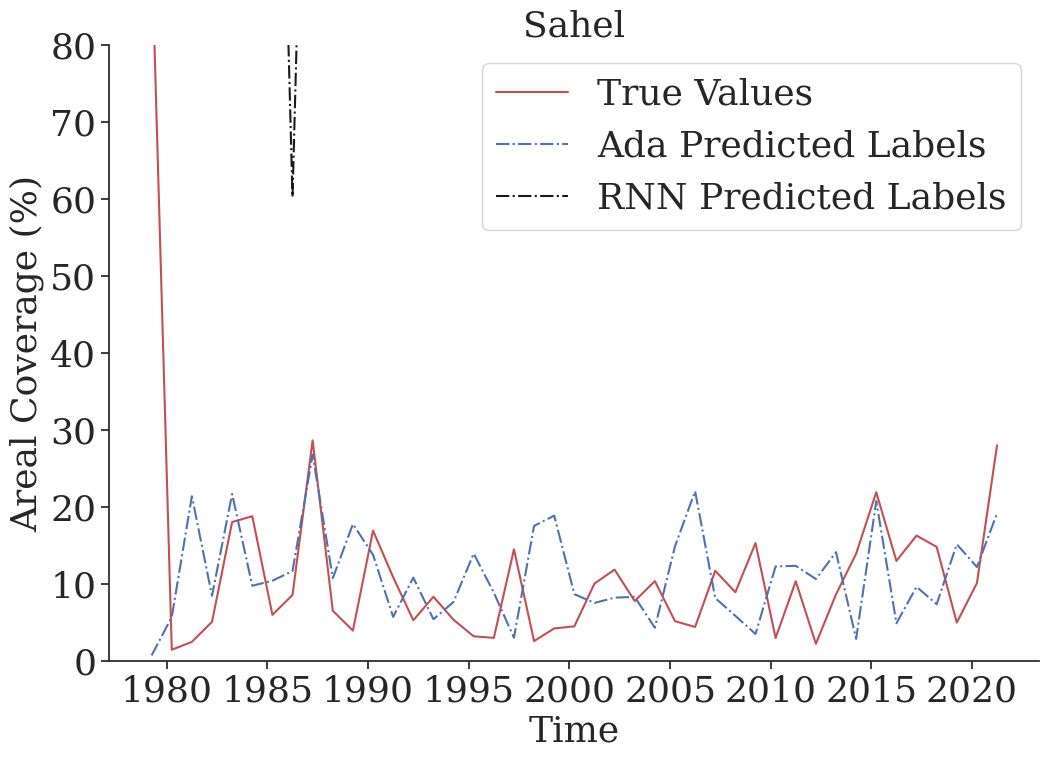 Sahel
80
70
60
50
40
30
20
10
0
Areal Coverage (%)
True Values
Ada Predicted Labels
RNN Predicted Labels
1980 1985 1990 1995 2000 2005 2010 2015 2020
Time